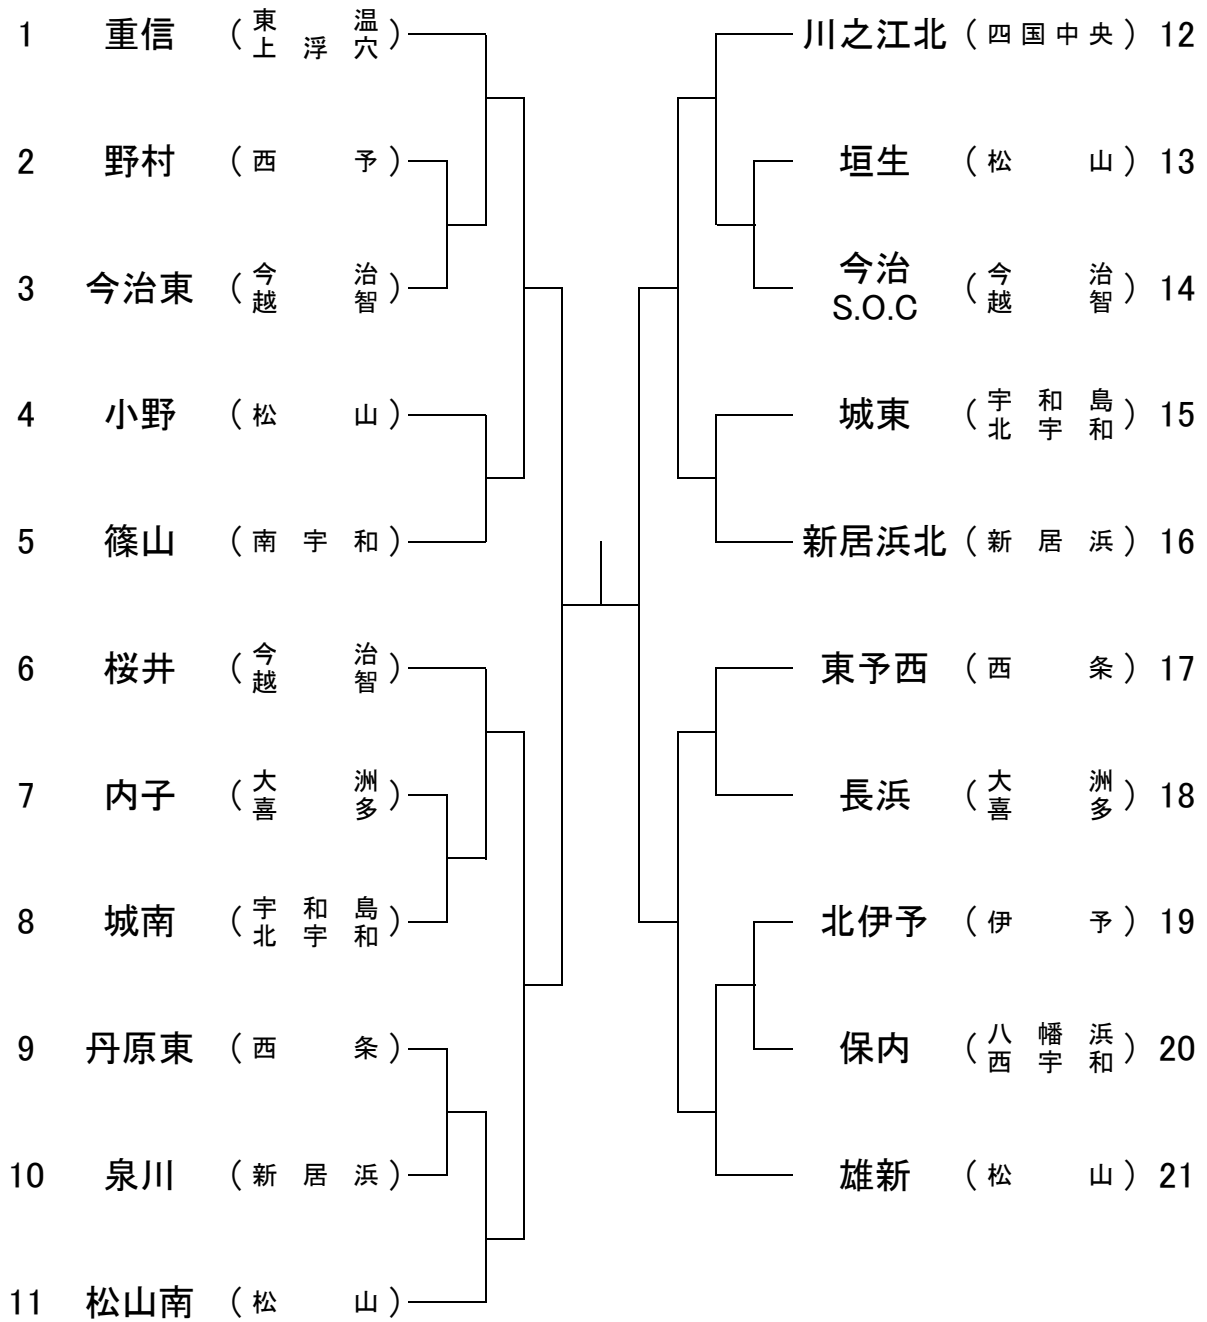 1 重信 (東温 上浮穴)
2 野村 (西予)
3 今治東 (今治 越智)
4 小野 (松山)
5 篠山 (南宇和)
6 桜井 (今治 越智)
7 内子 (大洲 喜多)
8 城南 (宇和島 北宇和)
9 丹原東 (西条)
10 泉川 (新居浜)
11 松山南 (松山)
川之江北 (四国中央) 12
垣生 (松山) 13
今治 S.O.C (今治 越智) 14
城東 (宇和島 北宇和) 15
新居浜北 (新居浜) 16
東予西 (西条) 17
長浜 (大洲 喜多) 18
北伊予 (伊予) 19
保内 (八幡浜 西宇和) 20
雄新 (松山) 21